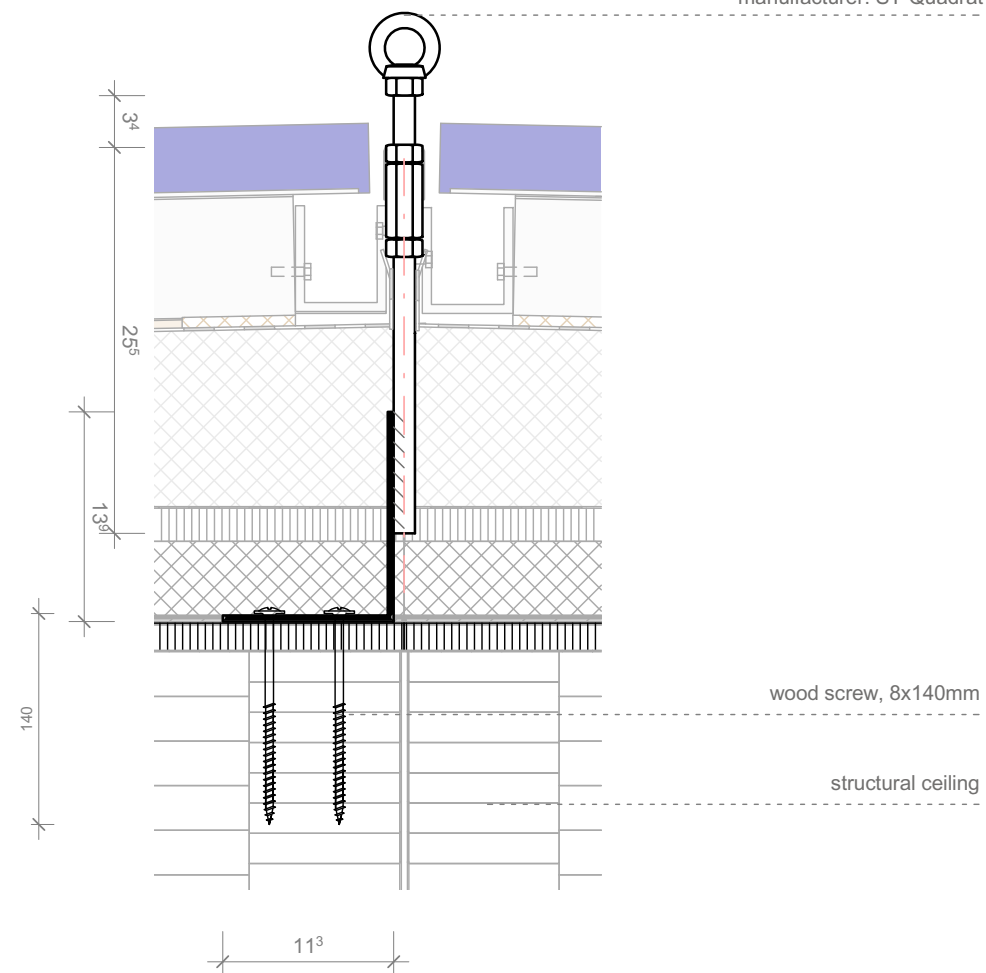 manufacturer: ST Quadrat
3⁴
25⁵
13⁹
140
wood screw, 8x140mm
structural ceiling
11³